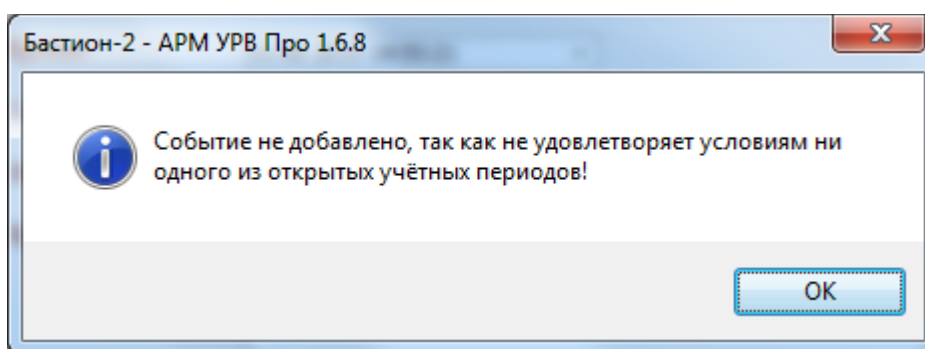 Бастион-2 - АРМ УРВ Про 1.6.8
Событие не добавлено, так как не удовлетворяет условиям ни
одного из открытых учётных периодов!
OK